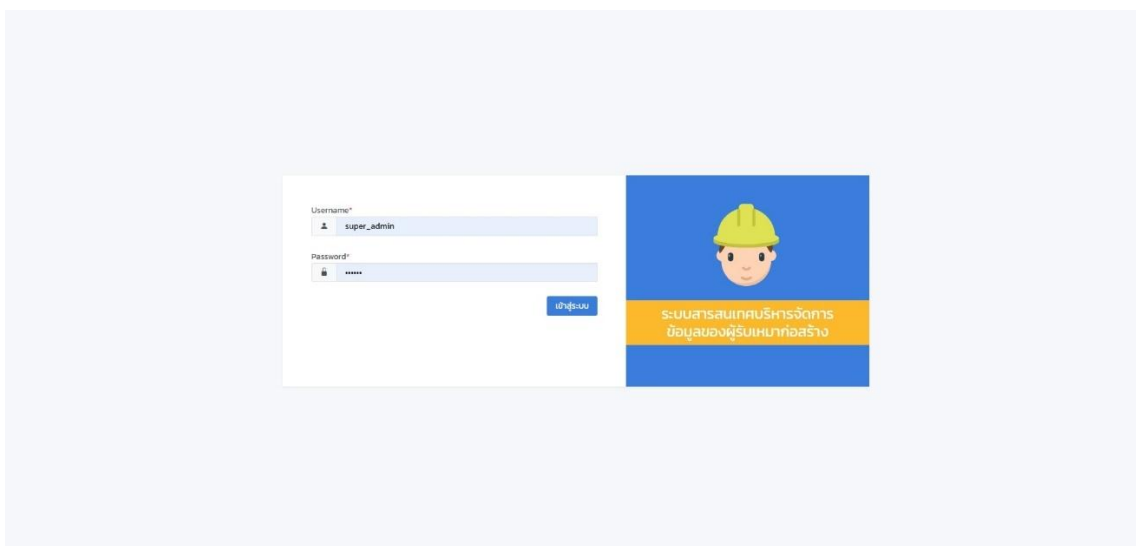 Username*
super_admin
Password*
••••••
เข้าสู่ระบบ
ระบบสารสนเทศบริหารจัดการ
ข้อมูลของผู้รับเหมาก่อสร้าง